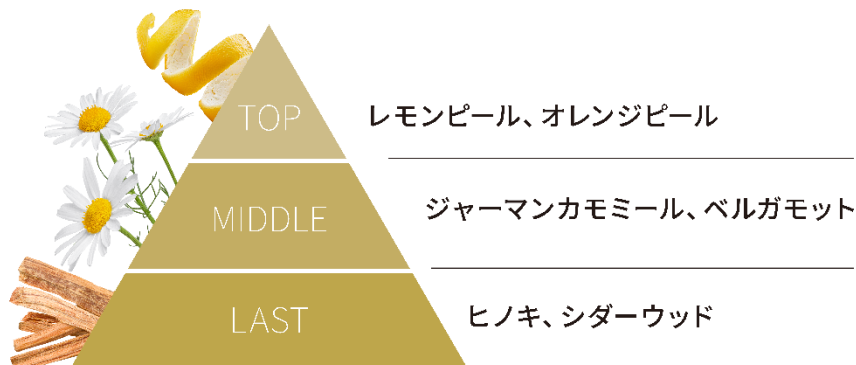 TOP
レモンピール、オレンジピール
MIDDLE
ジャーマンカモミール、ベルガモット
LAST
ヒノキ、シダーウッド